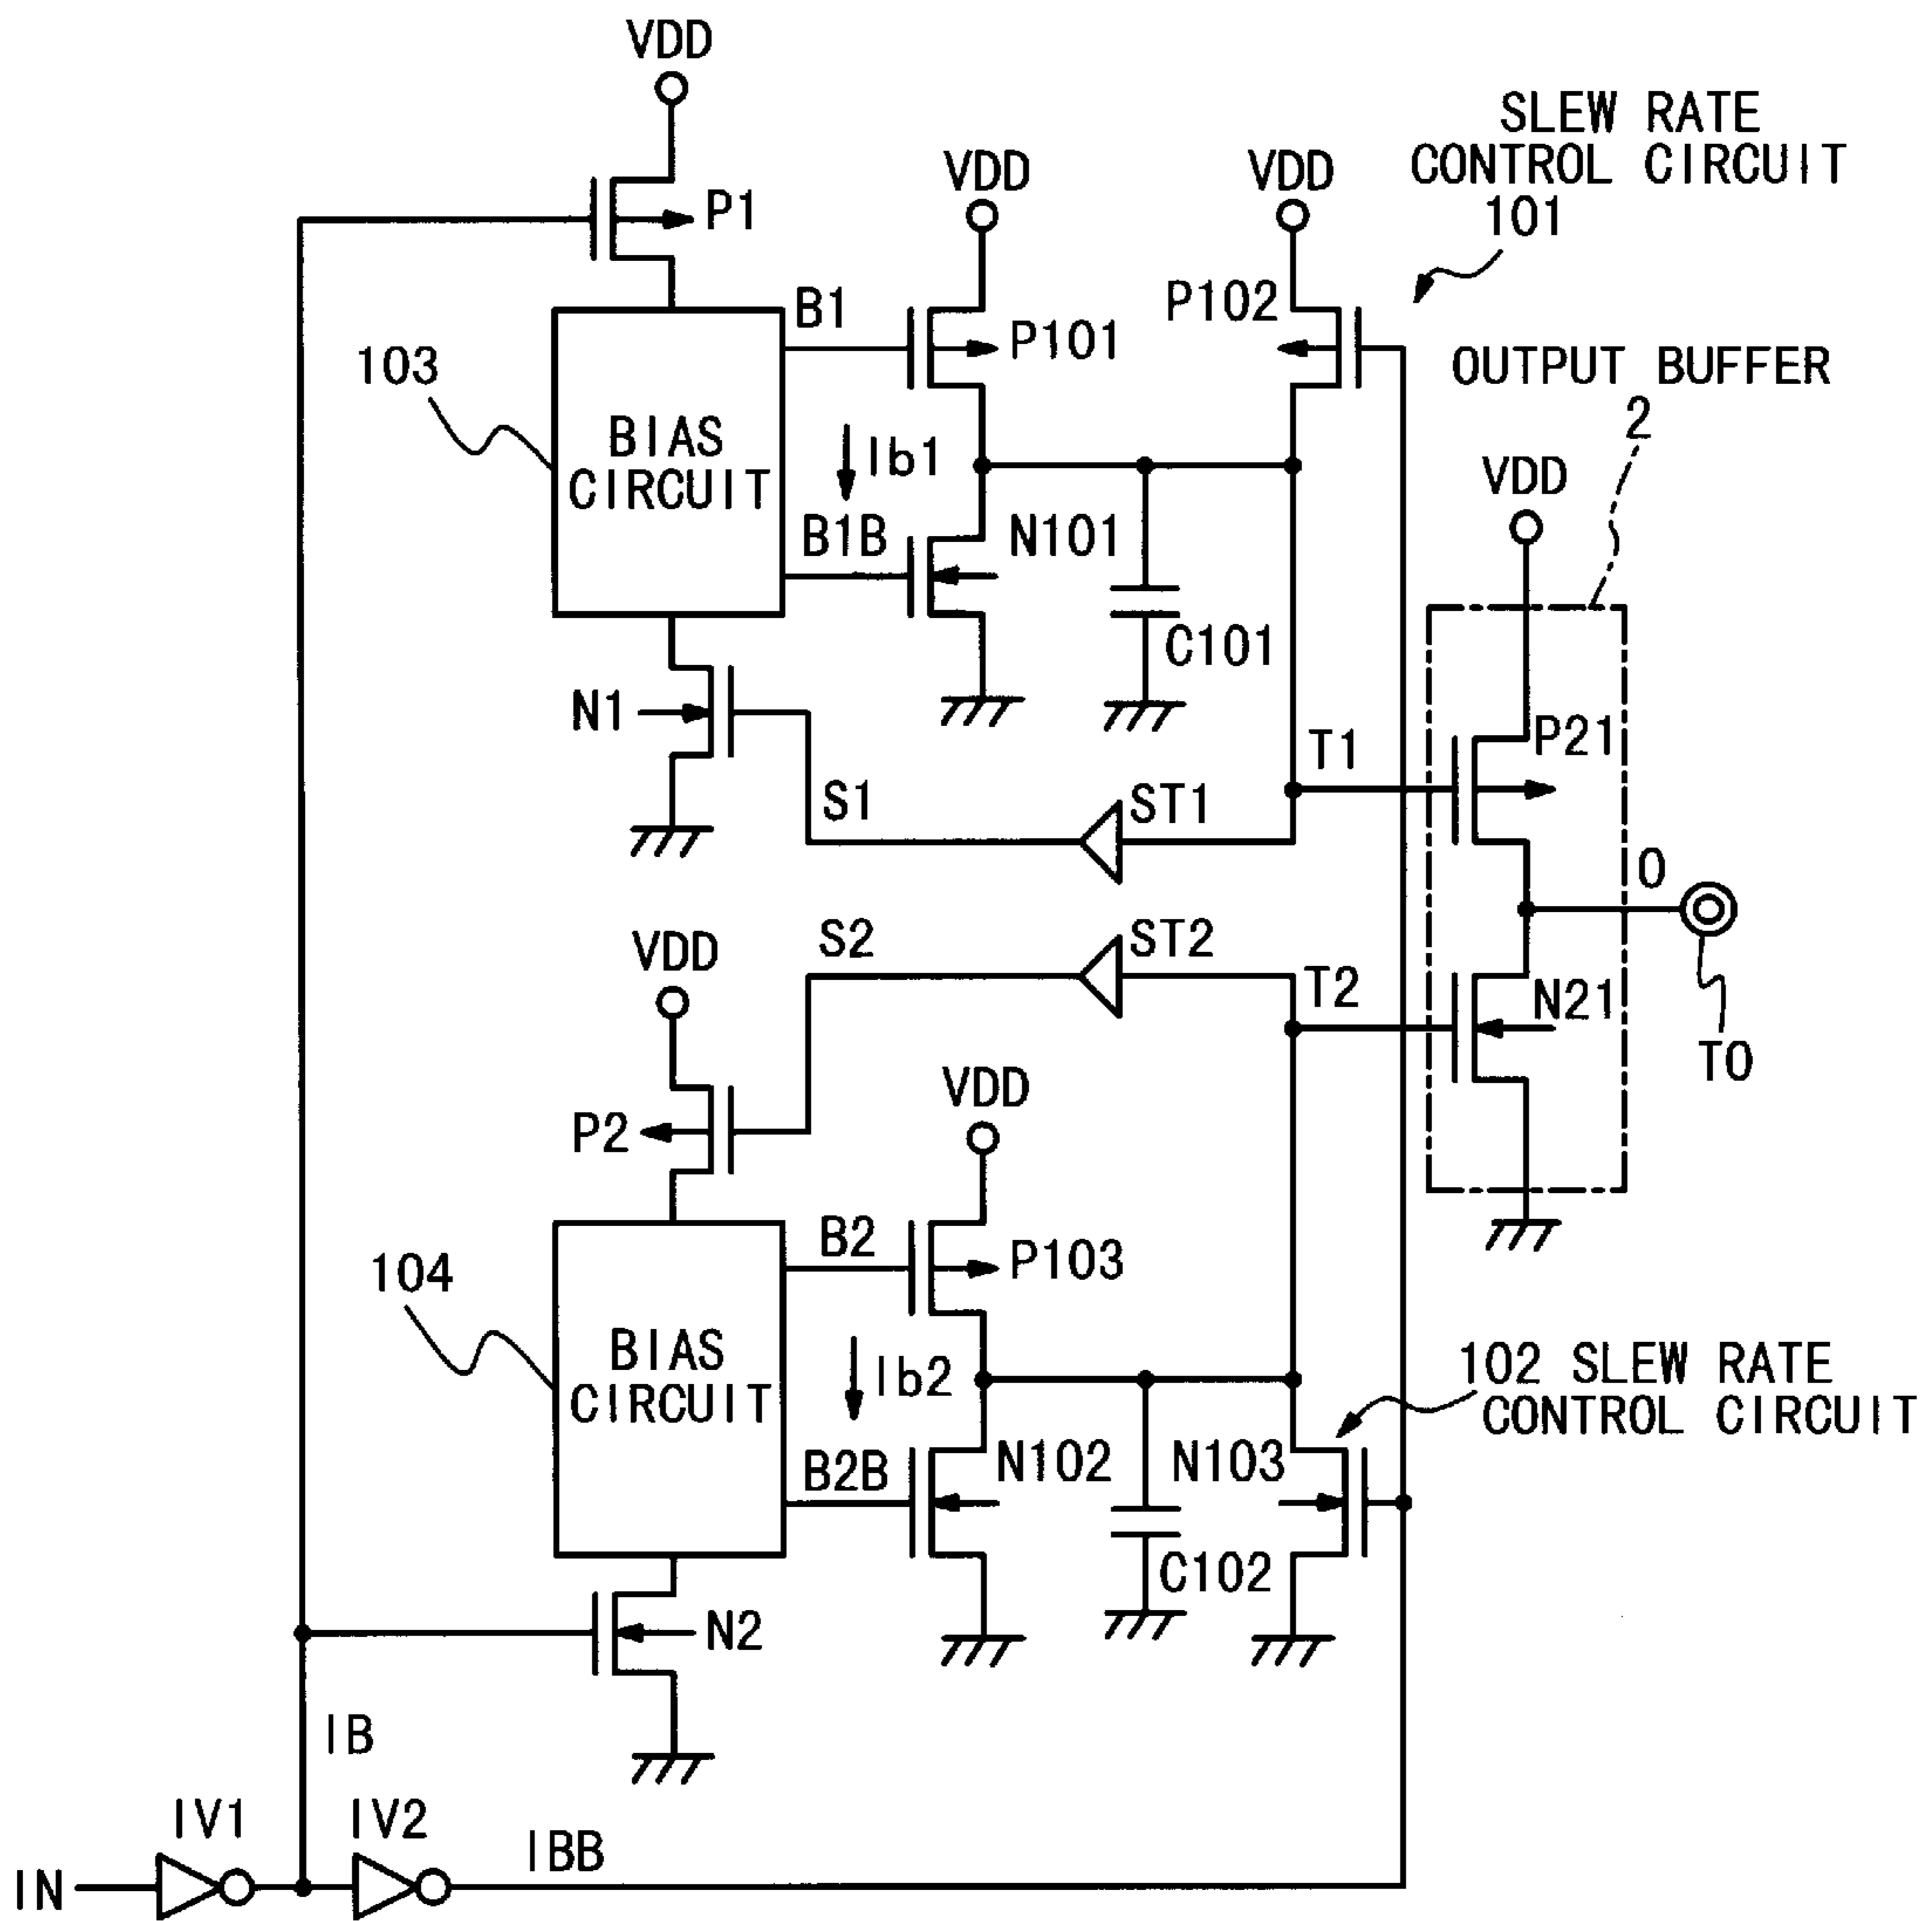 VDD
P1
VDD
VDD
SLEW RATE
CONTROL CIRCUIT
101
B1
P101
P102
103
OUTPUT BUFFER
2
BIAS
CIRCUIT
Ib1
VDD
B1B
N101
C101
N1
P21
T1
S1
ST1
O
VDD
S2
ST2
T2
N21
TO
P2
VDD
B2
P103
104
BIAS
CIRCUIT
Ib2
102 SLEW RATE
CONTROL CIRCUIT
B2B
N102
N103
C102
N2
IB
IV1
IV2
IBB
IN